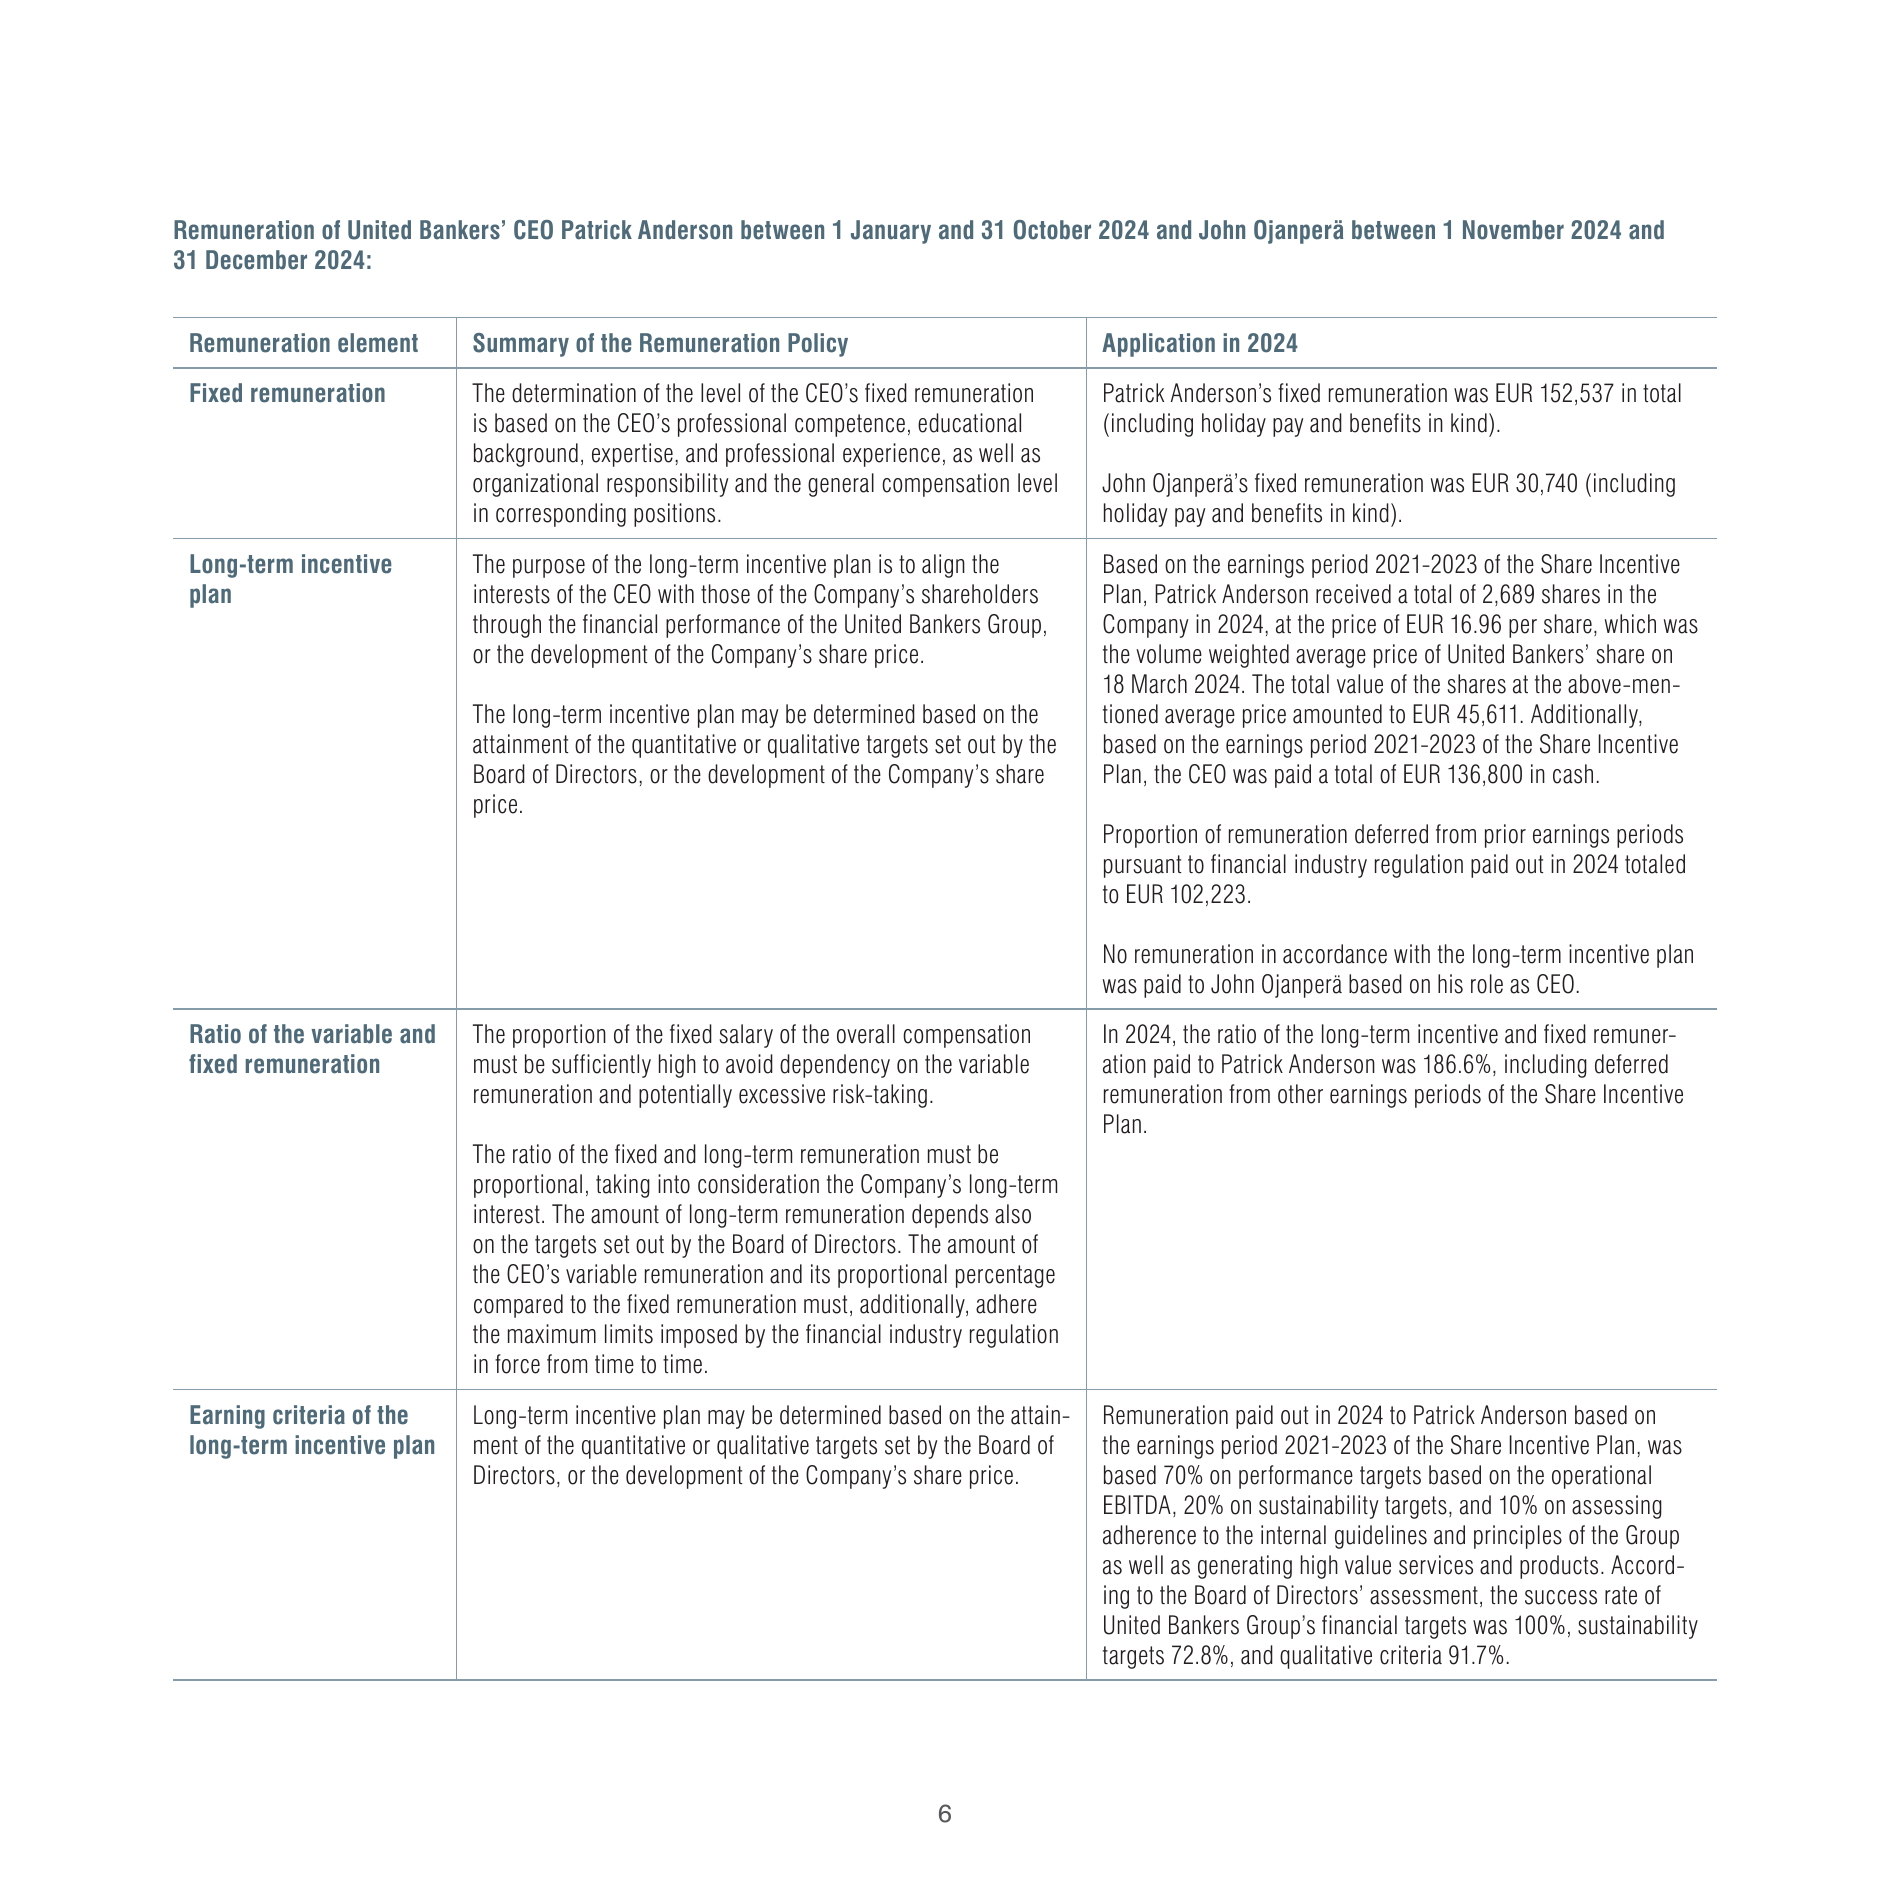 Remuneration of United Bankers’ CEO Patrick Anderson between 1 January and 31 October 2024 and John Ojanperä between 1 November 2024 and
31 December 2024:
Remuneration element
Summary of the Remuneration Policy
Application in 2024
Fixed remuneration
The determination of the level of the CEO’s fixed remuneration
is based on the CEO’s professional competence, educational
background, expertise, and professional experience, as well as
organizational responsibility and the general compensation level
in corresponding positions.
Patrick Anderson’s fixed remuneration was EUR 152,537 in total
(including holiday pay and benefits in kind).
John Ojanperä’s fixed remuneration was EUR 30,740 (including
holiday pay and benefits in kind).
Long-term incentive
plan
The purpose of the long-term incentive plan is to align the
interests of the CEO with those of the Company’s shareholders
through the financial performance of the United Bankers Group,
or the development of the Company’s share price.
The long-term incentive plan may be determined based on the
attainment of the quantitative or qualitative targets set out by the
Board of Directors, or the development of the Company’s share
price.
Based on the earnings period 2021-2023 of the Share Incentive
Plan, Patrick Anderson received a total of 2,689 shares in the
Company in 2024, at the price of EUR 16.96 per share, which was
the volume weighted average price of United Bankers’ share on
18 March 2024. The total value of the shares at the above-men-
tioned average price amounted to EUR 45,611. Additionally,
based on the earnings period 2021-2023 of the Share Incentive
Plan, the CEO was paid a total of EUR 136,800 in cash.
Proportion of remuneration deferred from prior earnings periods
pursuant to financial industry regulation paid out in 2024 totaled
to EUR 102,223.
No remuneration in accordance with the long-term incentive plan
was paid to John Ojanperä based on his role as CEO.
Ratio of the variable and
fixed remuneration
The proportion of the fixed salary of the overall compensation
must be sufficiently high to avoid dependency on the variable
remuneration and potentially excessive risk-taking.
The ratio of the fixed and long-term remuneration must be
proportional, taking into consideration the Company’s long-term
interest. The amount of long-term remuneration depends also
on the targets set out by the Board of Directors. The amount of
the CEO’s variable remuneration and its proportional percentage
compared to the fixed remuneration must, additionally, adhere
the maximum limits imposed by the financial industry regulation
in force from time to time.
In 2024, the ratio of the long-term incentive and fixed remuner-
ation paid to Patrick Anderson was 186.6%, including deferred
remuneration from other earnings periods of the Share Incentive
Plan.
Earning criteria of the
long-term incentive plan
Long-term incentive plan may be determined based on the attain-
ment of the quantitative or qualitative targets set by the Board of
Directors, or the development of the Company’s share price.
Remuneration paid out in 2024 to Patrick Anderson based on
the earnings period 2021-2023 of the Share Incentive Plan, was
based 70% on performance targets based on the operational
EBITDA, 20% on sustainability targets, and 10% on assessing
adherence to the internal guidelines and principles of the Group
as well as generating high value services and products. Accord-
ing to the Board of Directors’ assessment, the success rate of
United Bankers Group’s financial targets was 100%, sustainability
targets 72.8%, and qualitative criteria 91.7%.
6